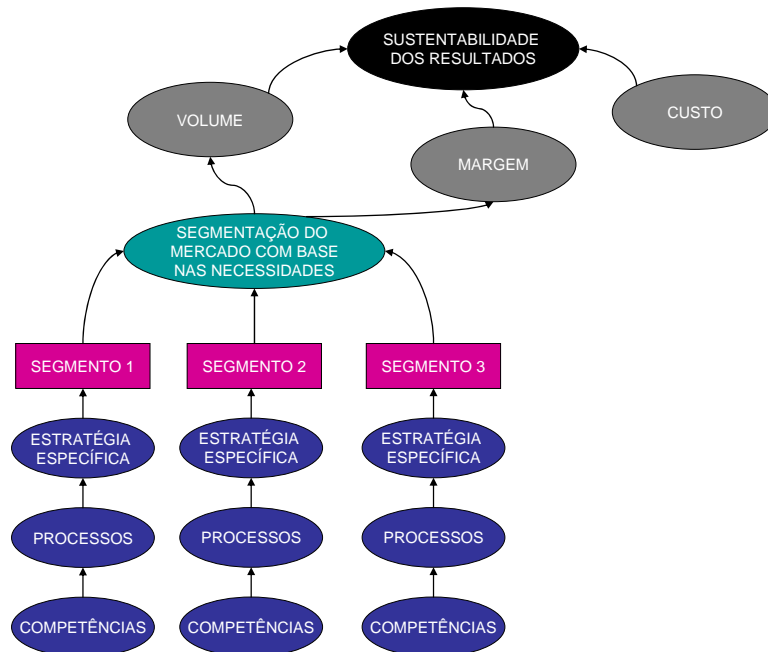 SUSTENTABILIDADE
DOS RESULTADOS
VOLUME
CUSTO
MARGEM
SEGMENTAÇÃO DO
MERCADO COM BASE
NAS NECESSIDADES
SEGMENTO 1
SEGMENTO 2
SEGMENTO 3
ESTRATÉGIA
ESPECÍFICA
ESTRATÉGIA
ESPECÍFICA
ESTRATÉGIA
ESPECÍFICA
PROCESSOS
PROCESSOS
PROCESSOS
COMPETÊNCIAS
COMPETÊNCIAS
COMPETÊNCIAS